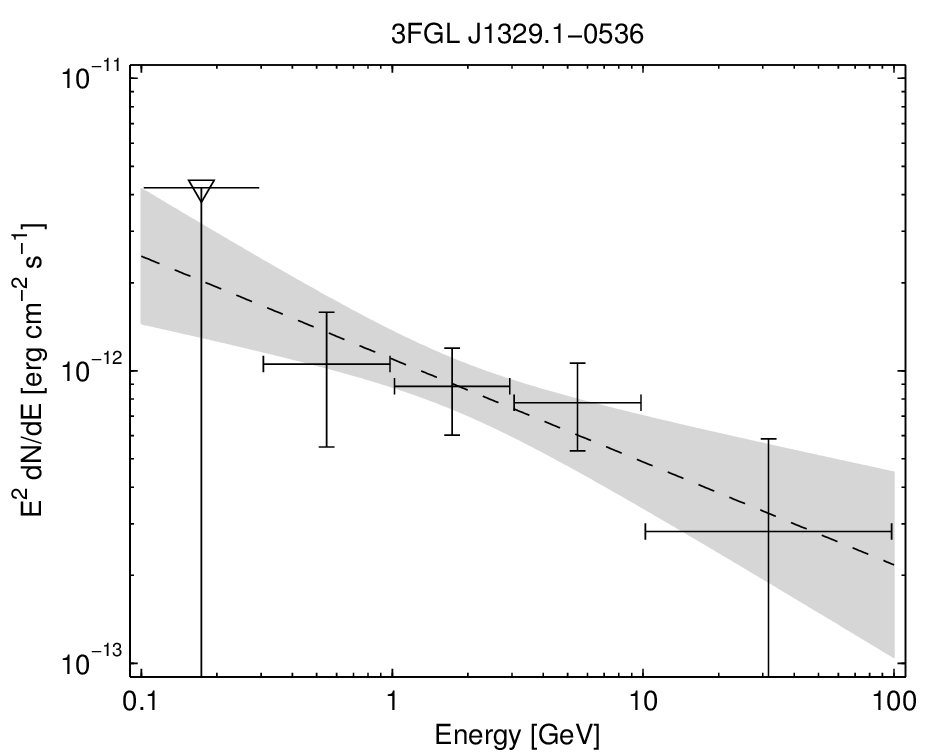 3FGL J1329.1−0536
10⁻¹¹
10⁻¹²
10⁻¹³
E² dN/dE [erg cm⁻² s⁻¹]
0.1 1 10 100
Energy [GeV]